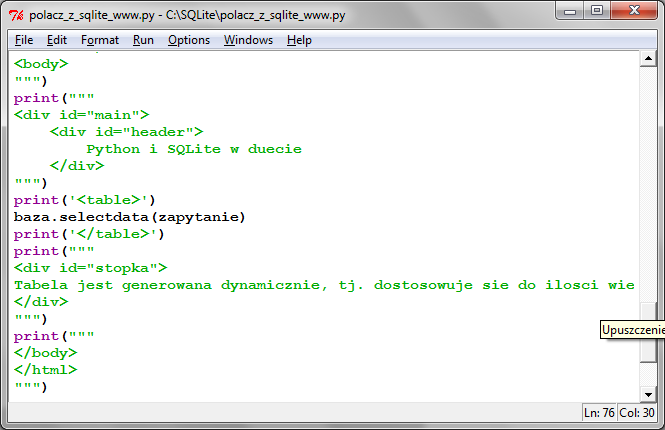 polacz_z_sqlite_www.py - C:\SQLite\polacz_z_sqlite_www.py
File Edit Format Run Options Windows Help
<body>
""")
print("""
<div id="main">
    <div id="header">
        Python i SQLite w duecie
    </div>
""")
print('<table>')
baza.selectdata(zapytanie)
print('</table>')
print("""
<div id="stopka">
Tabela jest generowana dynamicznie, tj. dostosowuje sie do ilosci wie
</div>
""")
Upuszczenie
print("""
</body>
</html>
""")
Ln: 76 Col: 30